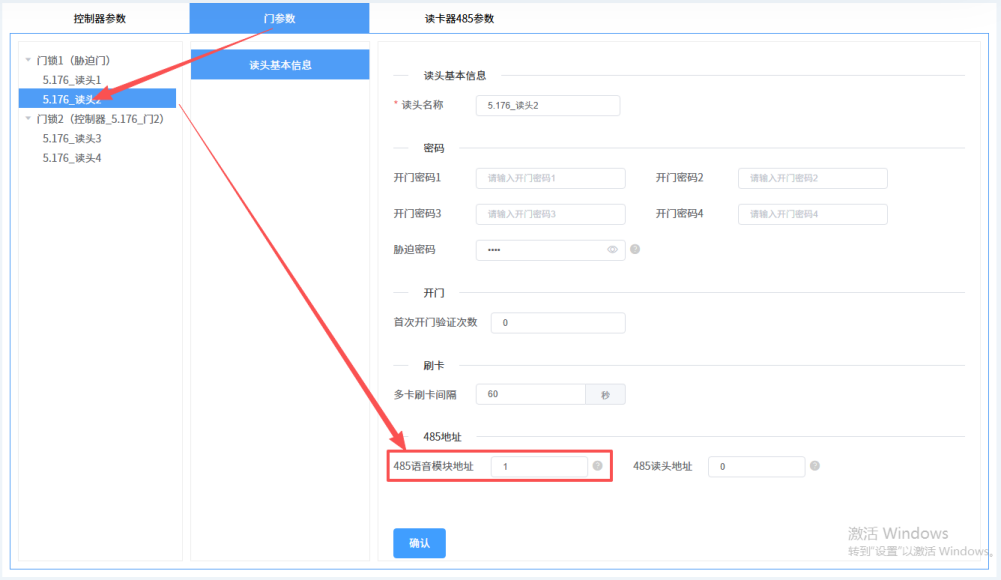 控制器参数 门参数 读卡器485参数
门锁1（胁迫门）
5.176_读头1
5.176_读头2
门锁2（控制器_5.176_门2）
5.176_读头3
5.176_读头4
读头基本信息
读头基本信息
* 读头名称 5.176_读头2
密码
开门密码1 请输入开门密码1 开门密码2 请输入开门密码2
开门密码3 请输入开门密码3 开门密码4 请输入开门密码4
胁迫密码 ••••
开门
首次开门验证次数 0
刷卡
多卡刷卡间隔 60 秒
485地址
485语音模块地址 1 485读头地址 0
确认
激活 Windows
转到"设置"以激活 Windows。